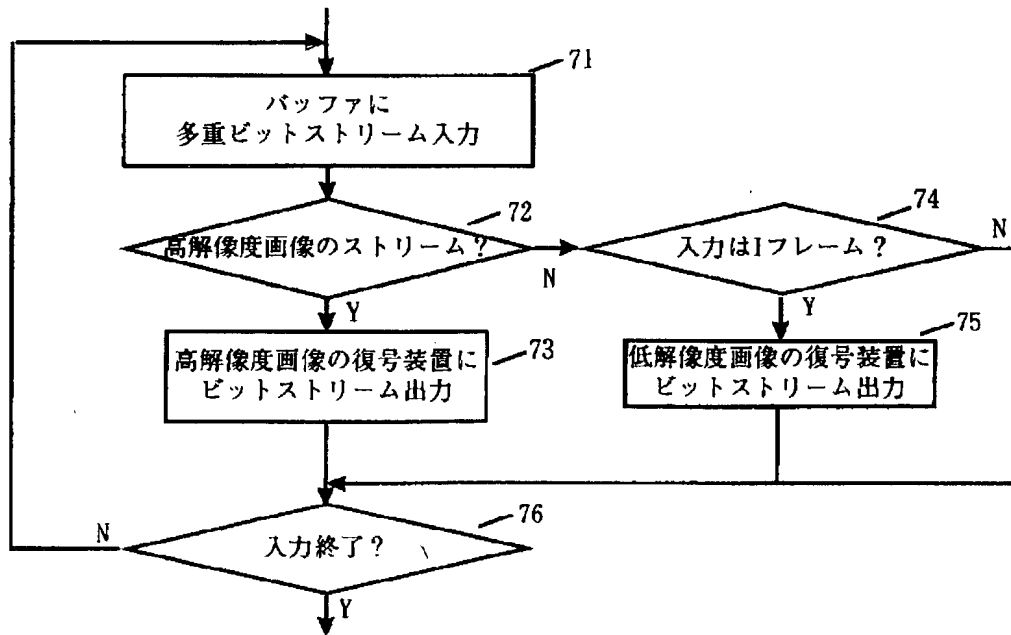 71
バッファに
多重ビットストリーム入力
72
高解像度画像のストリーム？
N
Y
74
入力はIフレーム？
N
Y
73
高解像度画像の復号装置に
ビットストリーム出力
75
低解像度画像の復号装置に
ビットストリーム出力
76
入力終了？
N
Y